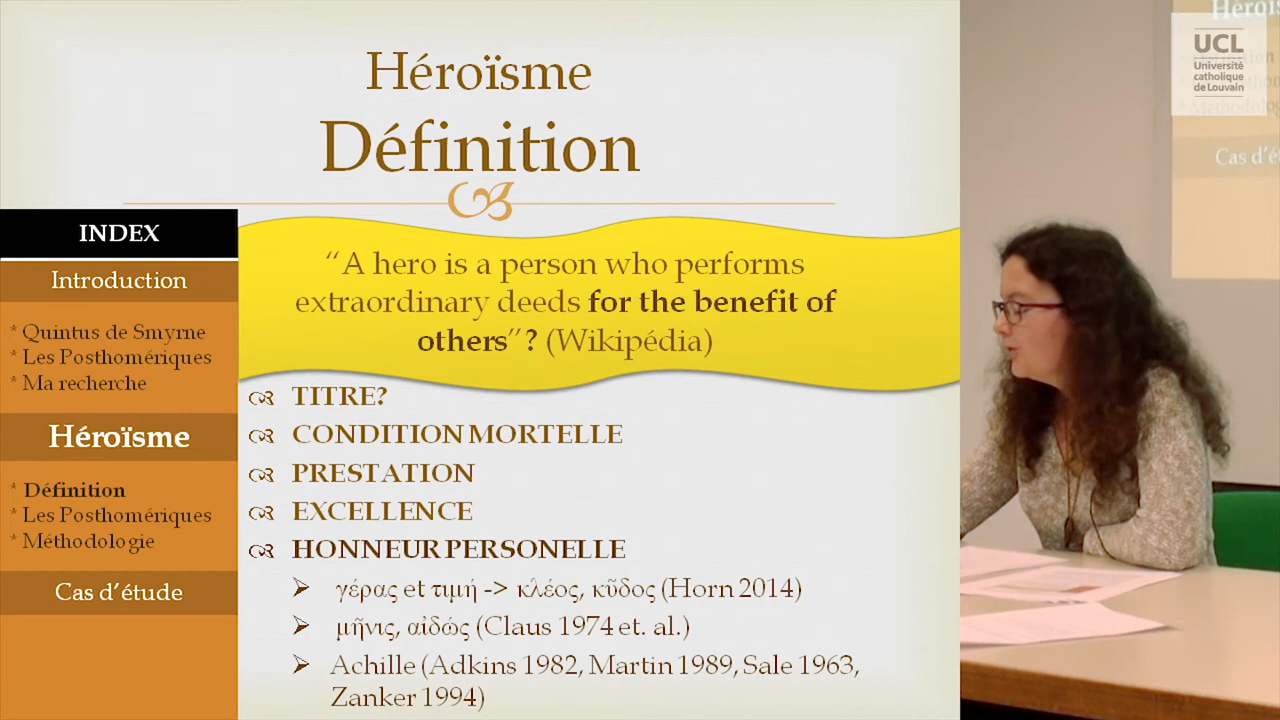 Héroïsme
Définition
INDEX
Introduction
* Quintus de Smyrne
* Les Posthomériques
* Ma recherche
Héroïsme
* Définition
* Les Posthomériques
* Méthodologie
Cas d’étude
“A hero is a person who performs
extraordinary deeds for the benefit of
others”? (Wikipédia)
TITRE?
CONDITION MORTELLE
PRESTATION
EXCELLENCE
HONNEUR PERSONELLE
γέρας et τιμή -> κλέος, κῦδος (Horn 2014)
μῆνις, αἰδώς (Claus 1974 et. al.)
Achille (Adkins 1982, Martin 1989, Sale 1963,
Zanker 1994)
UCL
Université
catholique
de Louvain
Cas d’ét